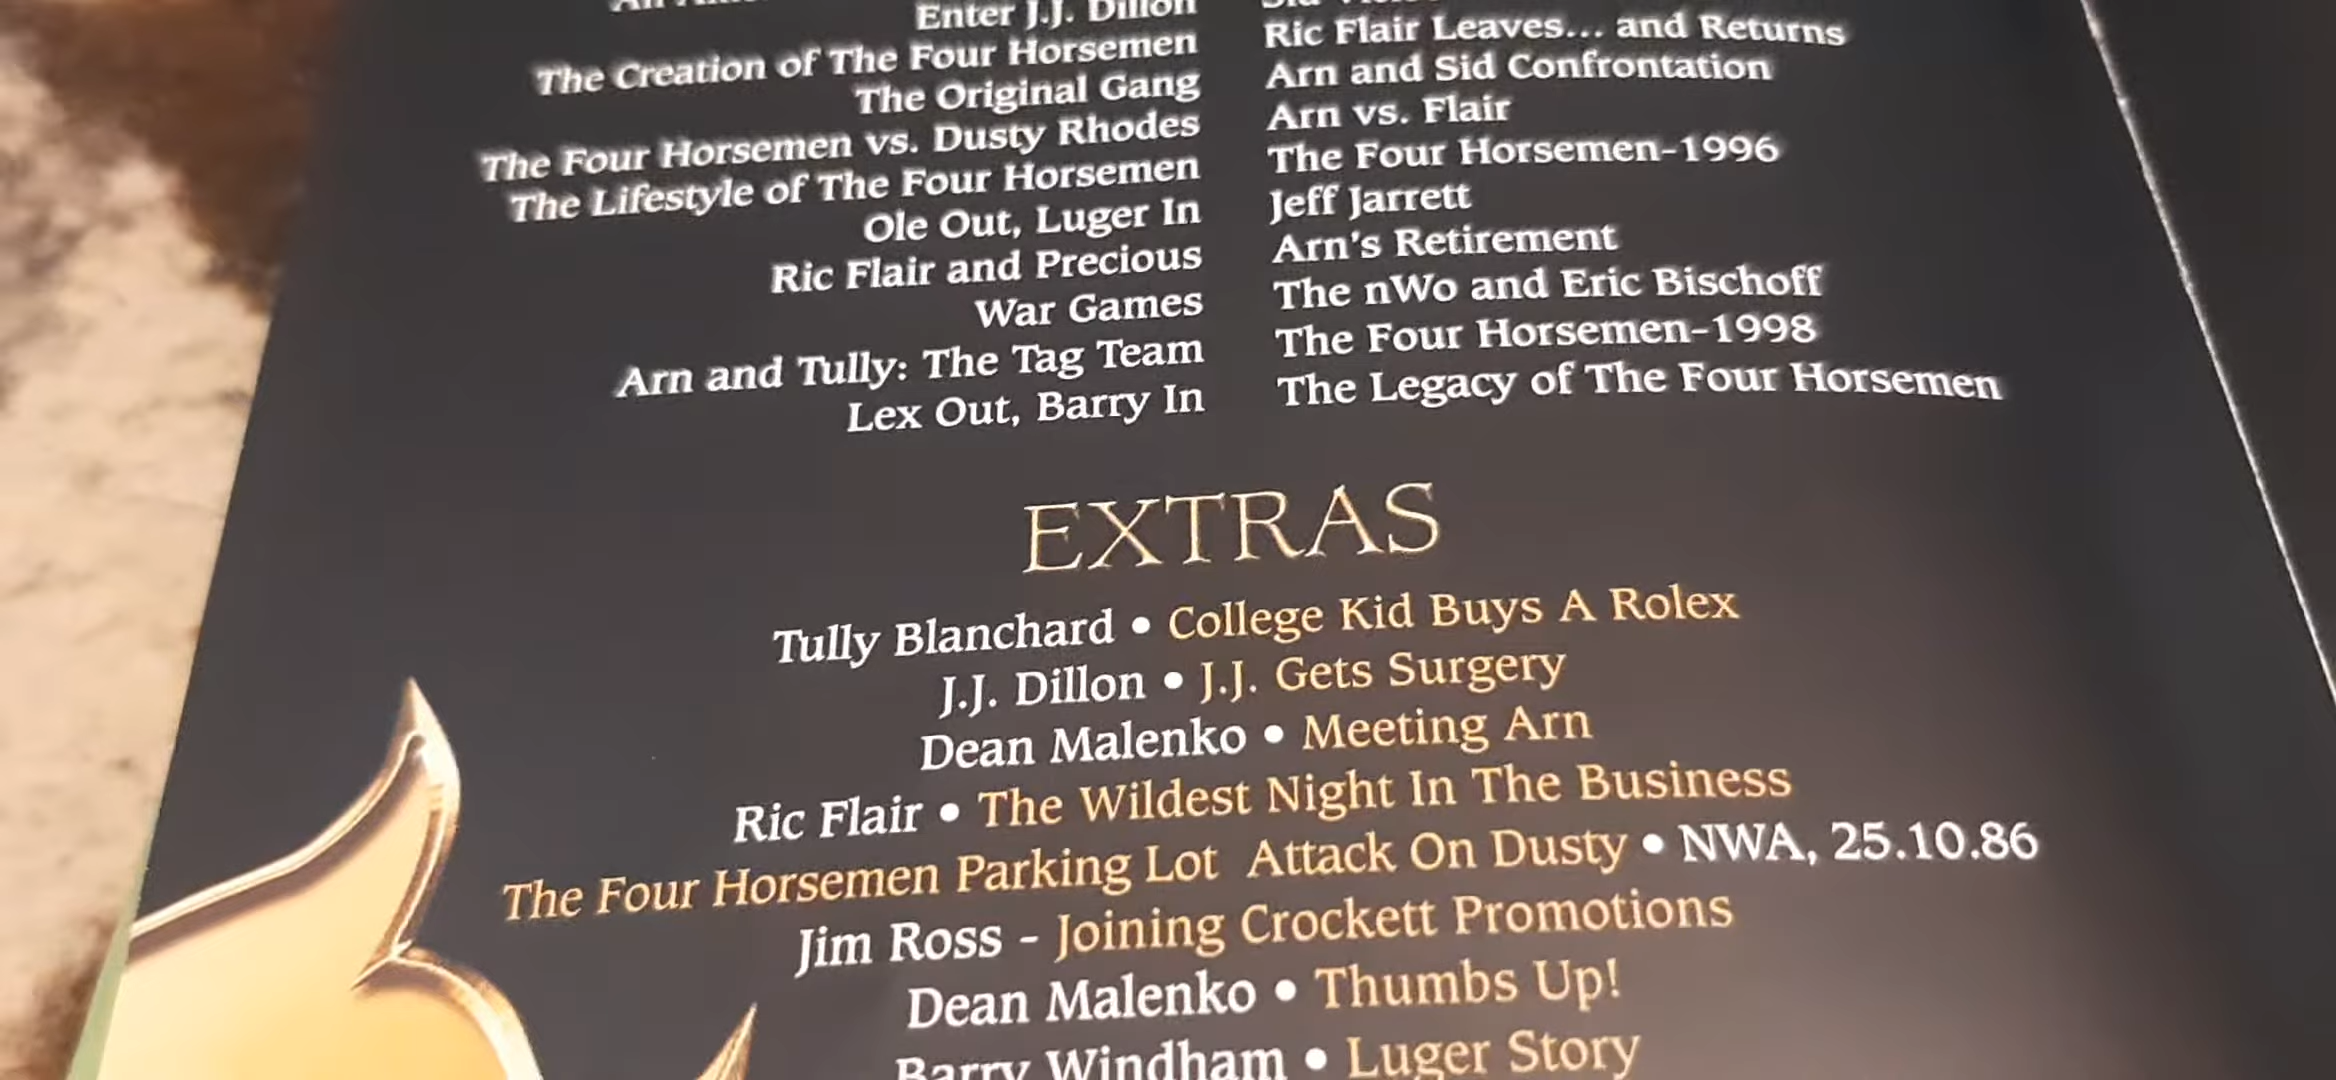 Enter J.J. Dillon
The Creation of The Four Horsemen
The Original Gang
The Four Horsemen vs. Dusty Rhodes
The Lifestyle of The Four Horsemen
Ole Out, Luger In
Ric Flair and Precious
War Games
Arn and Tully: The Tag Team
Lex Out, Barry In
Ric Flair Leaves... and Returns
Arn and Sid Confrontation
Arn vs. Flair
The Four Horsemen–1996
Jeff Jarrett
Arn's Retirement
The nWo and Eric Bischoff
The Four Horsemen–1998
The Legacy of The Four Horsemen
EXTRAS
Tully Blanchard • College Kid Buys A Rolex
J.J. Dillon • J.J. Gets Surgery
Dean Malenko • Meeting Arn
Ric Flair • The Wildest Night In The Business
The Four Horsemen Parking Lot Attack On Dusty • NWA, 25.10.86
Jim Ross – Joining Crockett Promotions
Dean Malenko • Thumbs Up!
Barry Windham • Luger Story